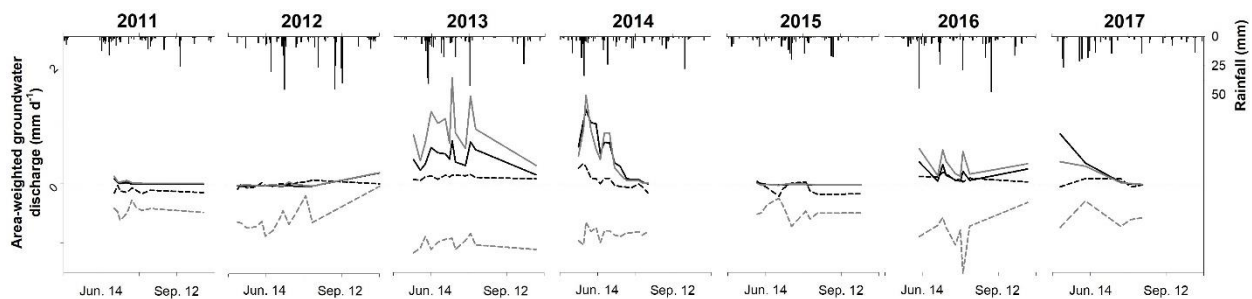 2011 2012 2013 2014 2015 2016 2017
Area-weighted groundwater
discharge (mm d⁻¹)
2
0
0
25
50
Rainfall (mm)
Jun. 14 Sep. 12 Jun. 14 Sep. 12 Jun. 14 Sep. 12 Jun. 14 Sep. 12 Jun. 14 Sep. 12 Jun. 14 Sep. 12 Jun. 14 Sep. 12